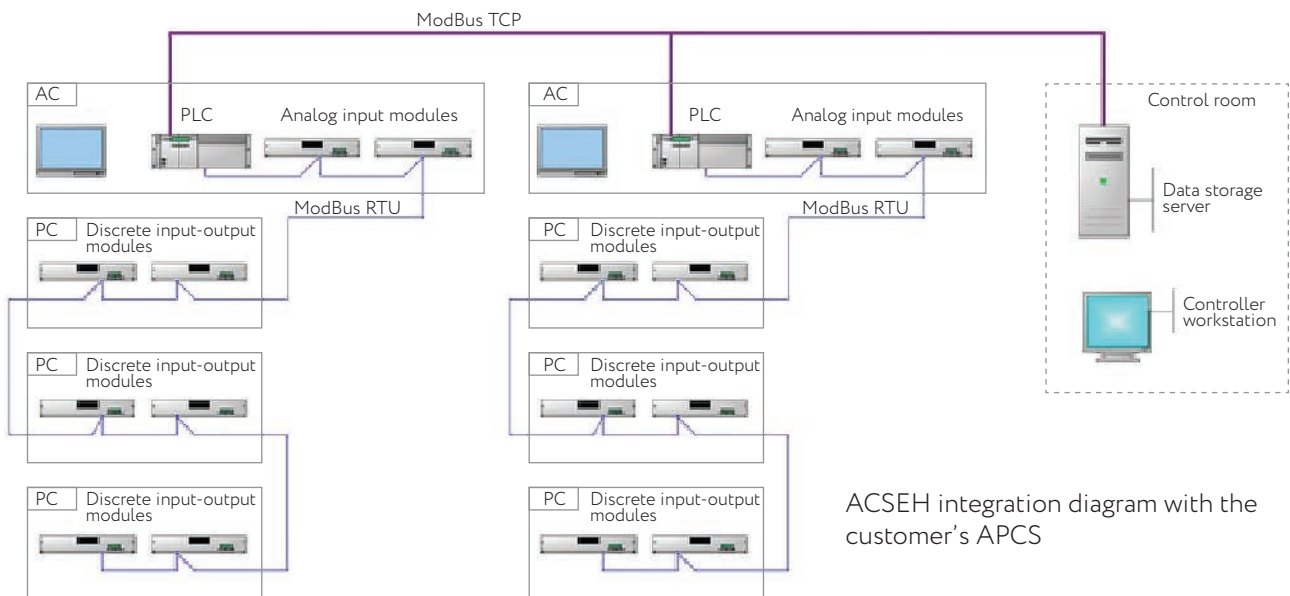 ModBus TCP
AC
PLC
Analog input modules
ModBus RTU
PC
Discrete input-output
modules
PC
Discrete input-output
modules
PC
Discrete input-output
modules
AC
PLC
Analog input modules
ModBus RTU
PC
Discrete input-output
modules
PC
Discrete input-output
modules
PC
Discrete input-output
modules
Control room
Data storage
server
Controller
workstation
ACSEH integration diagram with the
customer's APCS